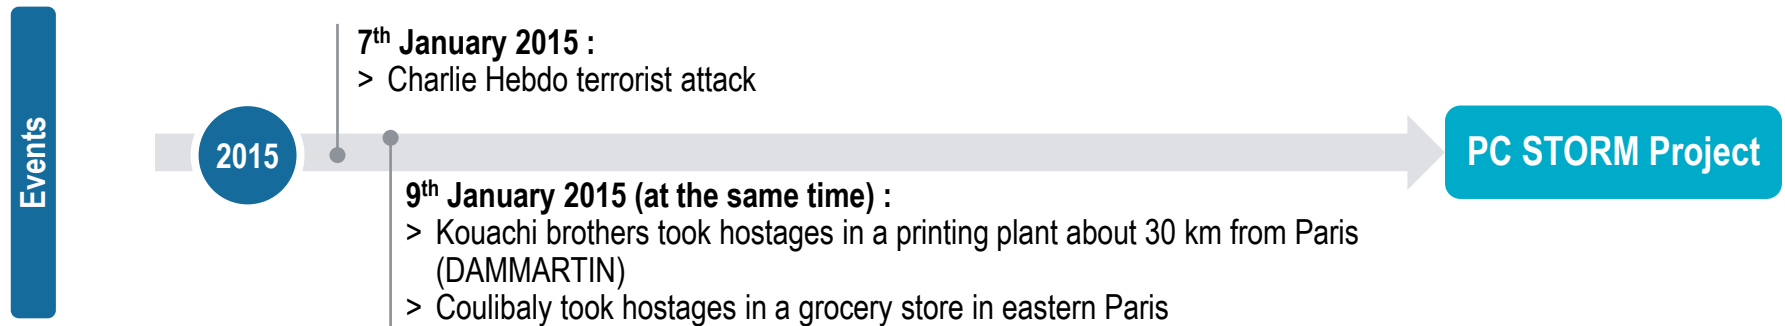 Events
7th January 2015 :
> Charlie Hebdo terrorist attack
2015
PC STORM Project
9th January 2015 (at the same time) :
> Kouachi brothers took hostages in a printing plant about 30 km from Paris
(DAMMARTIN)
> Coulibaly took hostages in a grocery store in eastern Paris